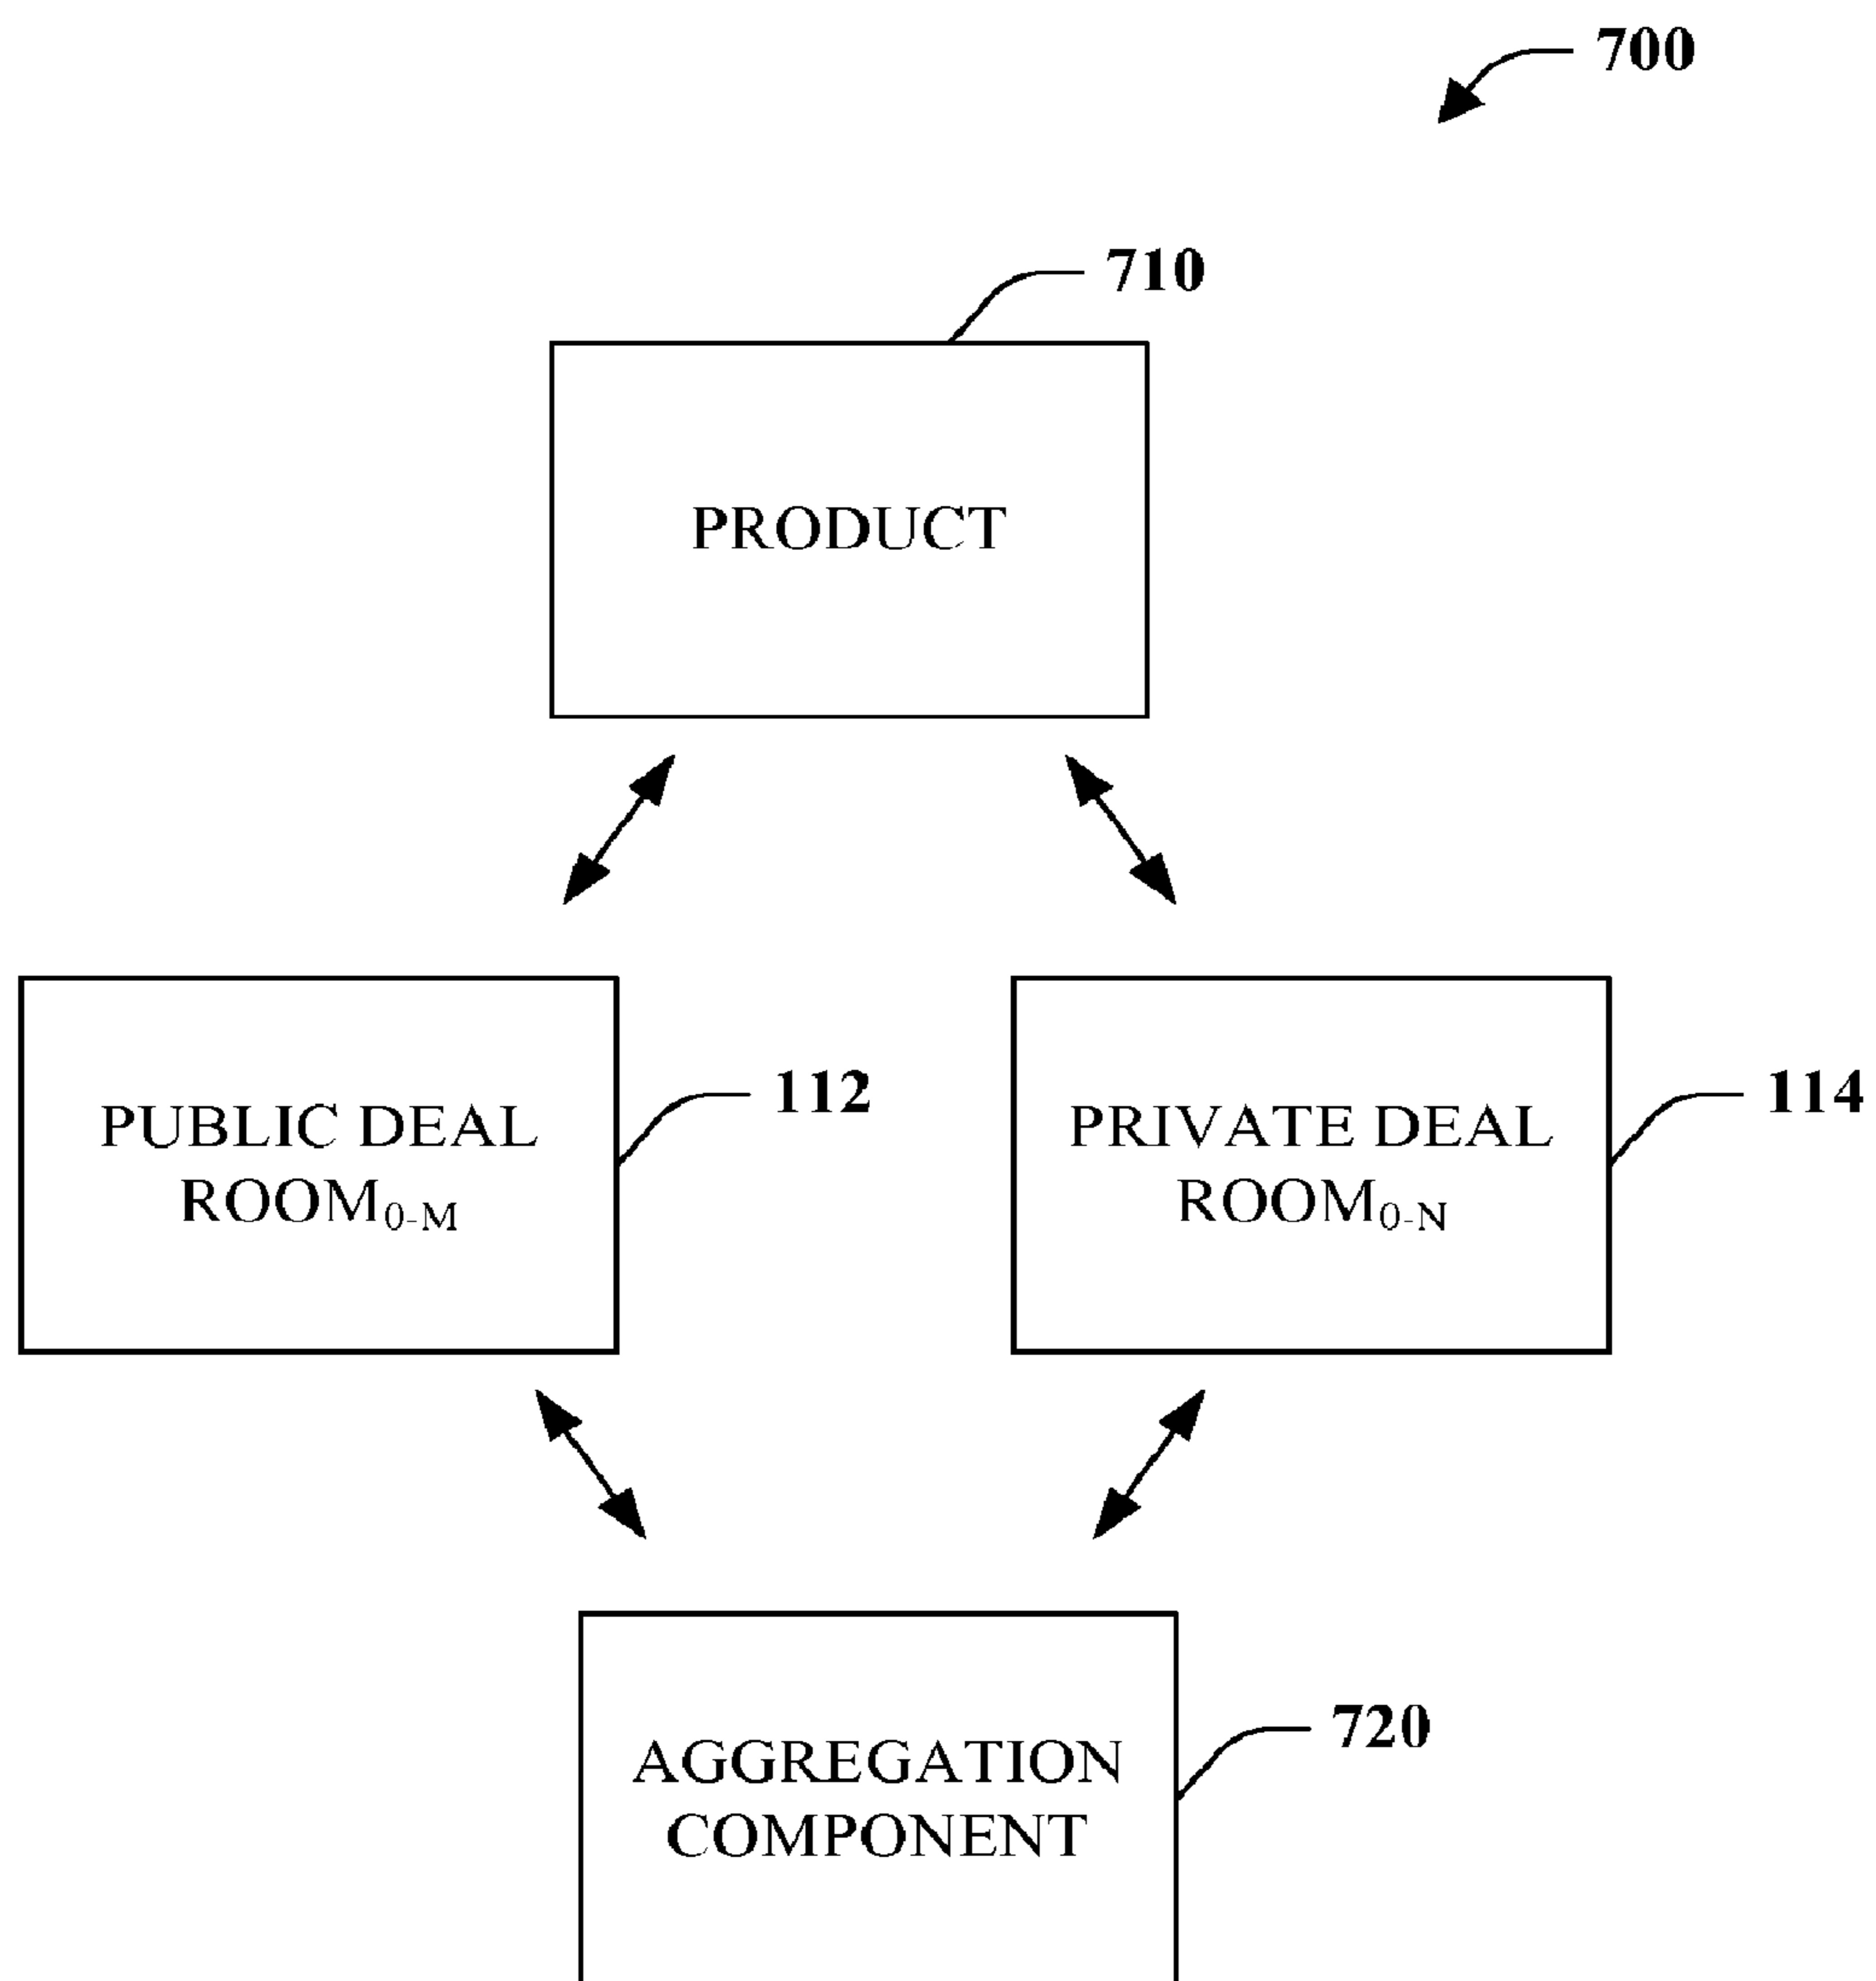 700
710
PRODUCT
PUBLIC DEAL
ROOM0-M
112
PRIVATE DEAL
ROOM0-N
114
AGGREGATION
COMPONENT
720